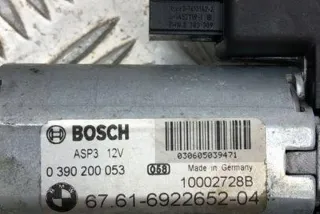 BOSCH
ASP3 12V
030605039471
0 390 200 053
058
Made in Germany
10002728B
67.61-6922652-04